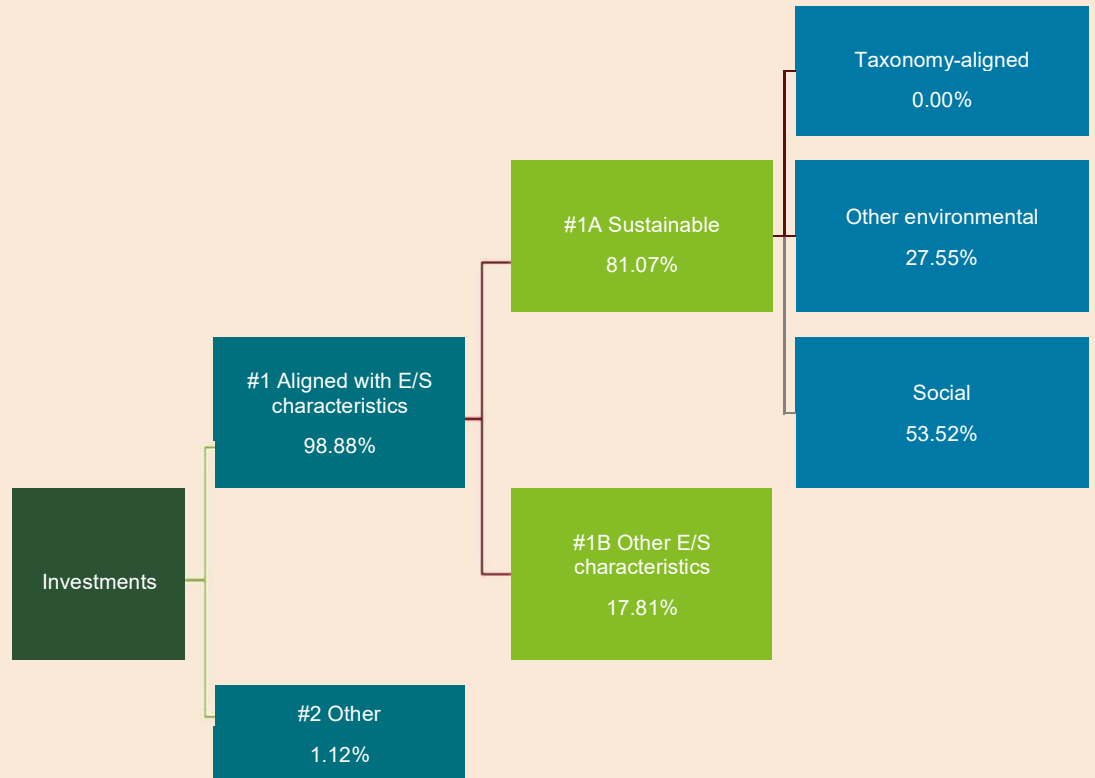 Investments
#1 Aligned with E/S
characteristics
98.88%
#2 Other
1.12%
#1A Sustainable
81.07%
#1B Other E/S
characteristics
17.81%
Taxonomy-aligned
0.00%
Other environmental
27.55%
Social
53.52%